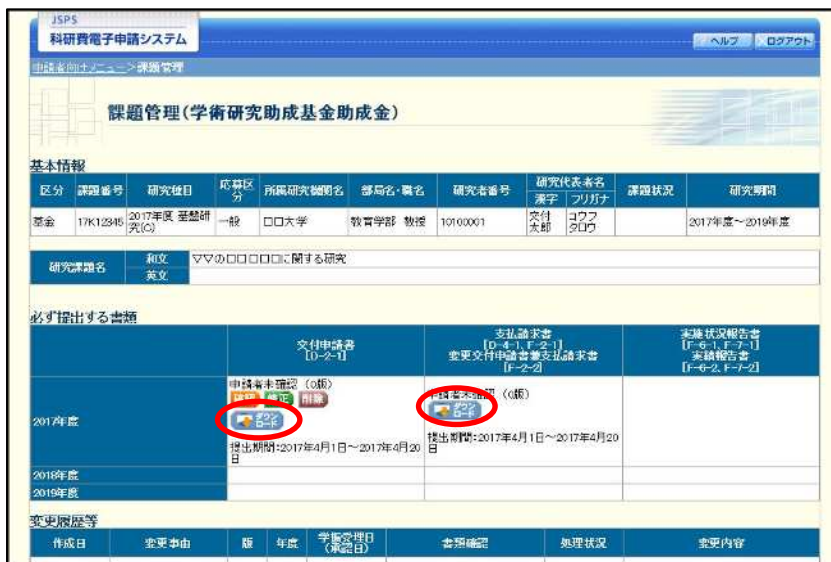 JSPS
科研費電子申請システム
ヘルプ ログアウト
申請者向けメニュー>課題管理
課題管理(学術研究助成基金助成金)
基本情報
区分 課題番号 研究種目 応募区分 所属研究機関名 部局名・職名 研究者番号 研究代表者名 課題状況 研究期間
漢字 フリガナ
基金 17K12345 2017年度 基盤研究(C) 一般 口口大学 教育学部 教授 10100001 交付 太郎 コウフ タロウ 2017年度~2019年度
研究課題名 和文 ▽▽の口口口口口に関する研究
英文
必ず提出する書類
交付申請書
[D-2-1]
支払請求書
[D-4-1, F-2-1]
変更交付申請書兼支払請求書
[F-2-2]
実施状況報告書
[F-6-1, F-7-1]
実績報告書
[F-6-2, F-7-2]
2017年度
申請者未確認 (0版)
確認 修正 削除
ダウンロード
提出期間:2017年4月1日~2017年4月20日
申請者未確認 (0版)
ダウンロード
提出期間:2017年4月1日~2017年4月20日
2018年度
2019年度
変更履歴等
作成日 変更事由 版 年度 学振受理日(承認日) 書類確認 処理状況 変更内容